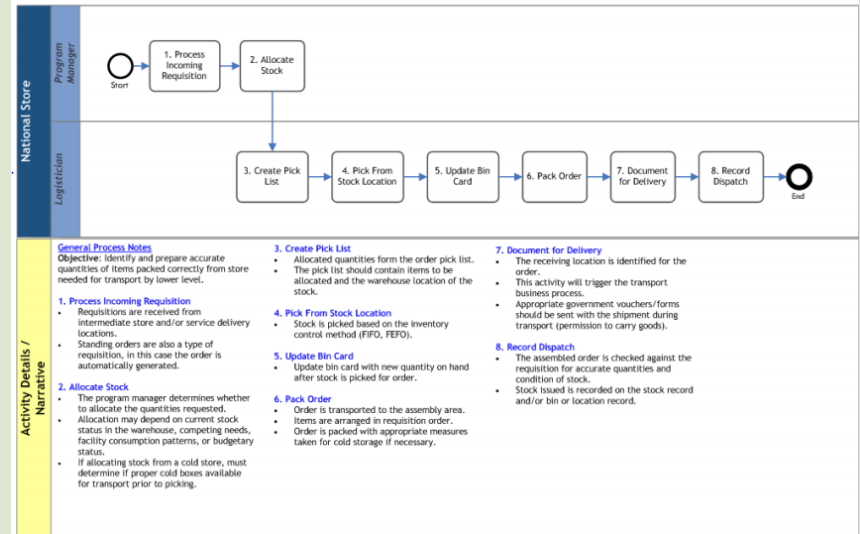 National Store
Program
Manager
Start
1. Process
Incoming
Requisition
2. Allocate
Stock
Logistician
3. Create Pick
List
4. Pick From
Stock Location
5. Update Bin
Card
6. Pack Order
7. Document
for Delivery
8. Record
Dispatch
End
Activity Details /
Narrative
General Process Notes
Objective: Identify and prepare accurate
quantities of items packed correctly from store
needed for transport by lower level.
1. Process Incoming Requisition
• Requisitions are received from
intermediate store and/or service delivery
locations.
• Standing orders are also a type of
requisition, in this case the order is
automatically generated.
2. Allocate Stock
• The program manager determines whether
to allocate the quantities requested.
• Allocation may depend on current stock
status in the warehouse, competing needs,
facility consumption patterns, or budgetary
status.
• If allocating stock from a cold store, must
determine if proper cold boxes available
for transport prior to picking.
3. Create Pick List
• Allocated quantities form the order pick list.
• The pick list should contain items to be
allocated and the warehouse location of the
stock.
4. Pick From Stock Location
• Stock is picked based on the inventory
control method (FIFO, FEFO).
5. Update Bin Card
• Update bin card with new quantity on hand
after stock is picked for order.
6. Pack Order
• Order is transported to the assembly area.
• Items are arranged in requisition order.
• Order is packed with appropriate measures
taken for cold storage if necessary.
7. Document for Delivery
• The receiving location is identified for the
order.
• This activity will trigger the transport
business process.
• Appropriate government vouchers/forms
should be sent with the shipment during
transport (permission to carry goods).
8. Record Dispatch
• The assembled order is checked against the
requisition for accurate quantities and
condition of stock.
• Stock issued is recorded on the stock record
and/or bin or location record.